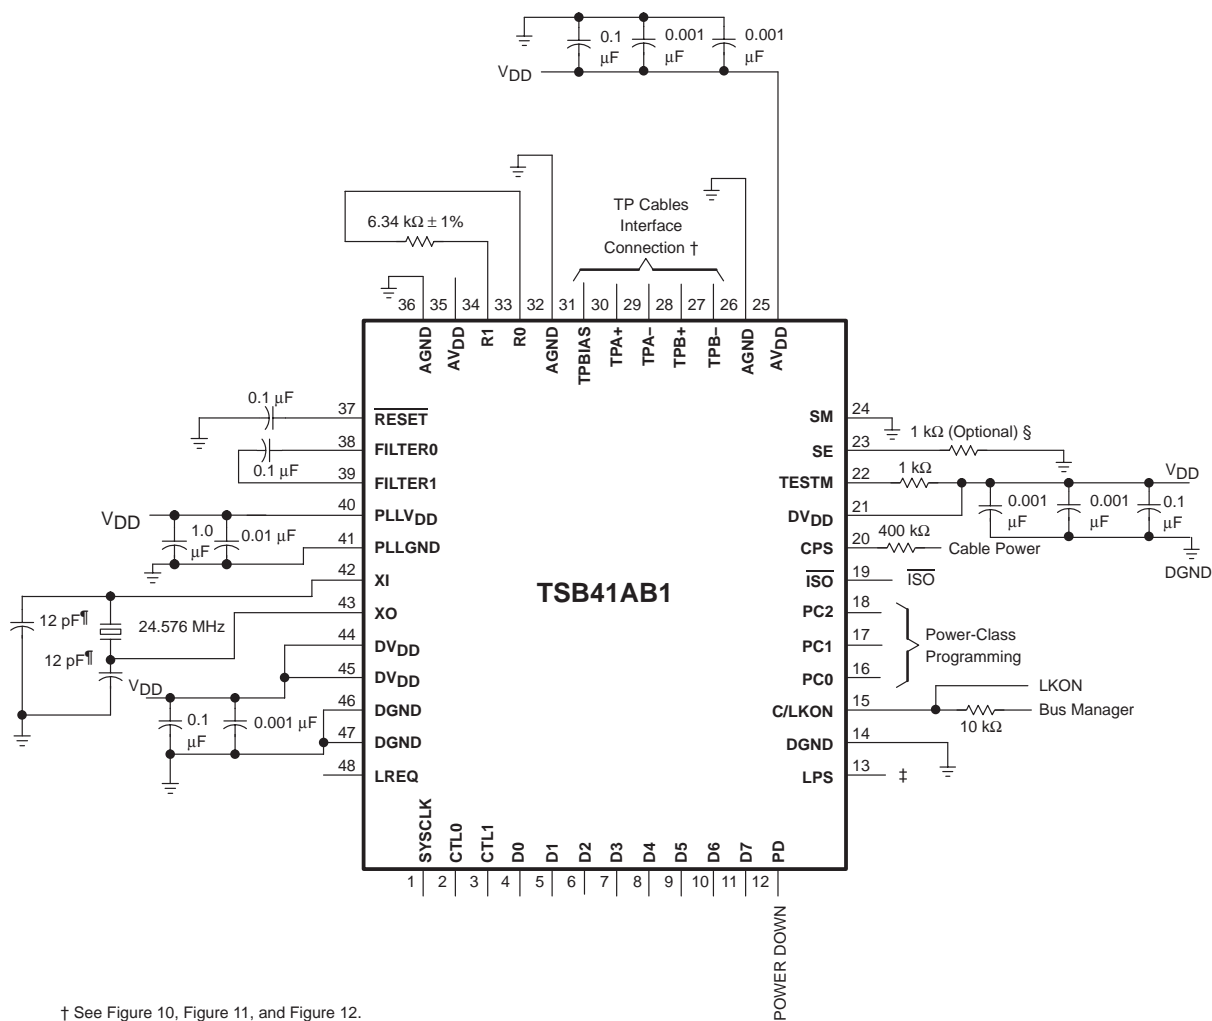 0.1 µF
0.001 µF
0.001 µF
VDD
6.34 kΩ ± 1%
TP Cables
Interface
Connection †
36 35 34 33 32 31 30 29 28 27 26 25
AGND
AVDD
R1
R0
AGND
TPBIAS
TPA+
TPA−
TPB+
TPB−
AGND
AVDD
0.1 µF
37 RESET
38 FILTER0
0.1 µF
39 FILTER1
VDD
40 PLLVDD
1.0 µF
0.01 µF
41 PLLGND
42 XI
43 XO
12 pF¶
24.576 MHz
12 pF¶
44 DVDD
45 DVDD
VDD
46 DGND
0.1 µF
0.001 µF
47 DGND
48 LREQ
TSB41AB1
SM 24
SE 23
1 kΩ (Optional) §
TESTM 22
1 kΩ
VDD
DVDD 21
0.001 µF
0.001 µF
0.1 µF
CPS 20
400 kΩ
Cable Power
DGND
ISO 19 ISO
PC2 18
PC1 17
PC0 16
Power-Class
Programming
C/LKON 15
LKON
10 kΩ
Bus Manager
DGND 14
LPS 13 ‡
SYSCLK
CTL0
CTL1
D0
D1
D2
D3
D4
D5
D6
D7
PD
1 2 3 4 5 6 7 8 9 10 11 12
POWER DOWN
† See Figure 10, Figure 11, and Figure 12.